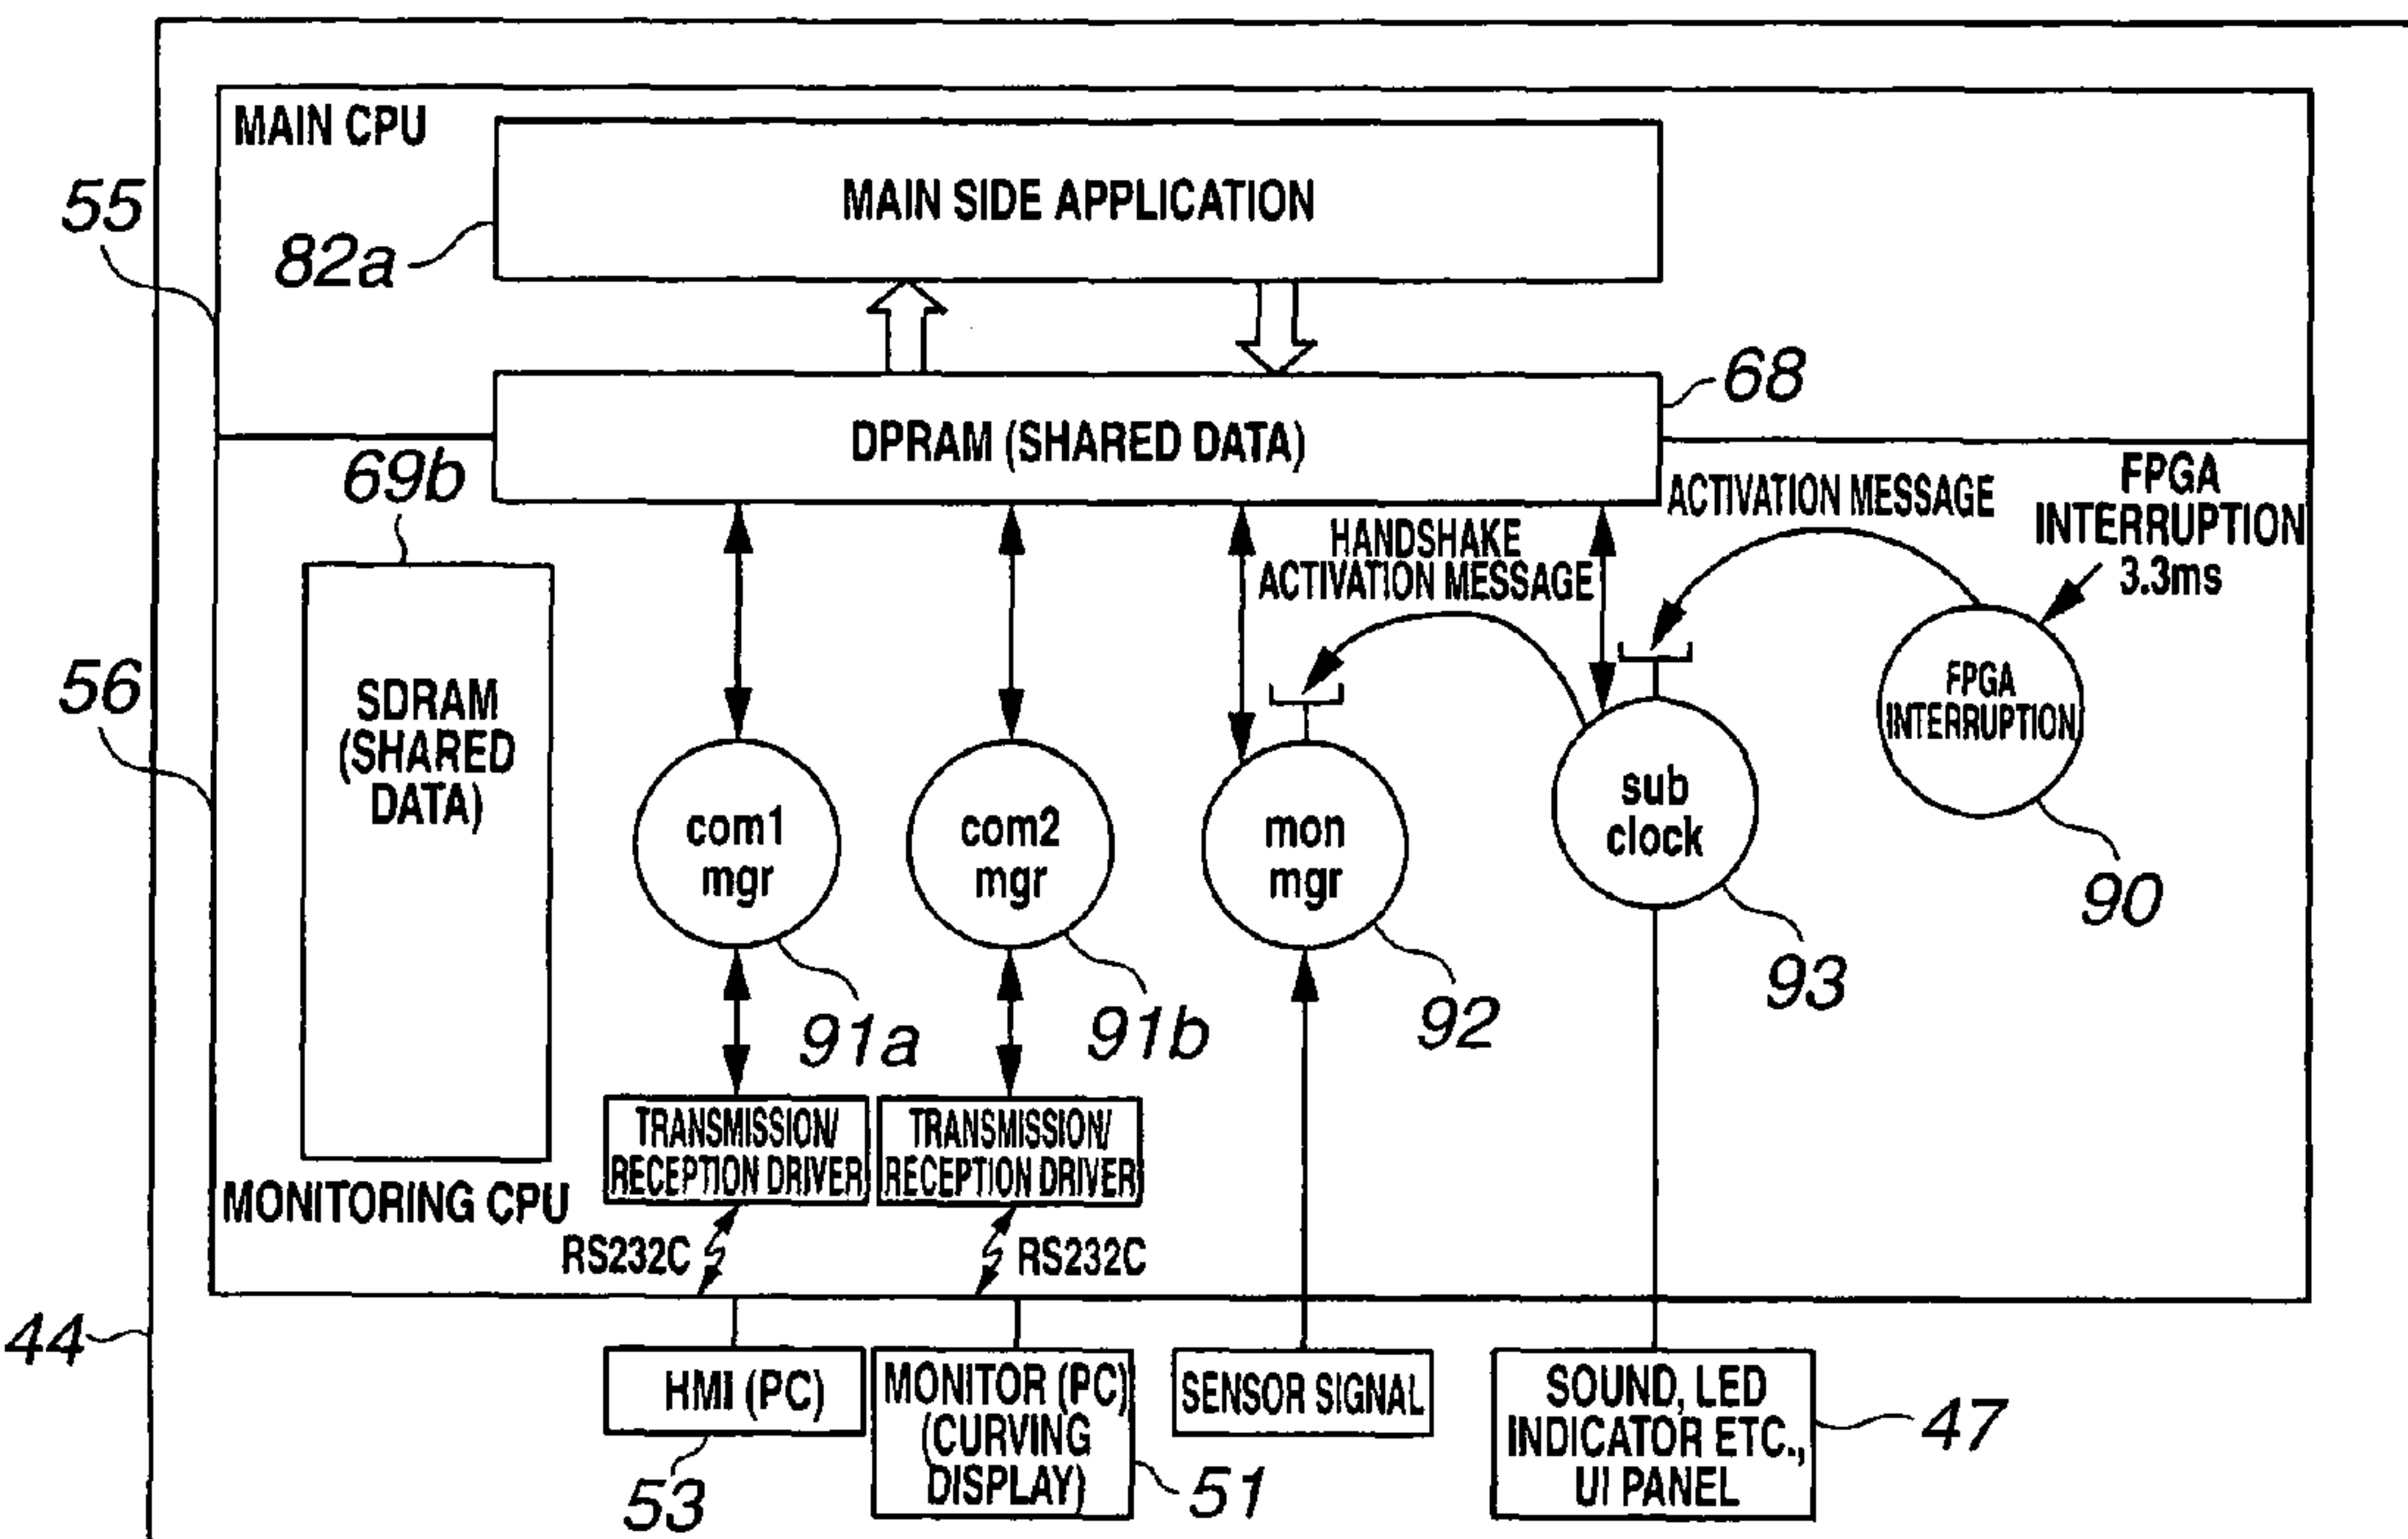 MAIN CPU
MAIN SIDE APPLICATION
55
82a
68
DPRAM (SHARED DATA)
69b
ACTIVATION MESSAGE
FPGA
INTERRUPTION
3.3ms
HANDSHAKE
ACTIVATION MESSAGE
56
SDRAM
(SHARED
DATA)
FPGA
INTERRUPTION
com1
mgr
com2
mgr
mon
mgr
sub
clock
90
93
91a
91b
92
TRANSMISSION/
RECEPTION DRIVER
TRANSMISSION/
RECEPTION DRIVER
MONITORING CPU
RS232C
RS232C
44
HMI (PC)
MONITOR (PC)
(CURVING
DISPLAY)
SENSOR SIGNAL
SOUND, LED
INDICATOR ETC.,
UI PANEL
47
53
51